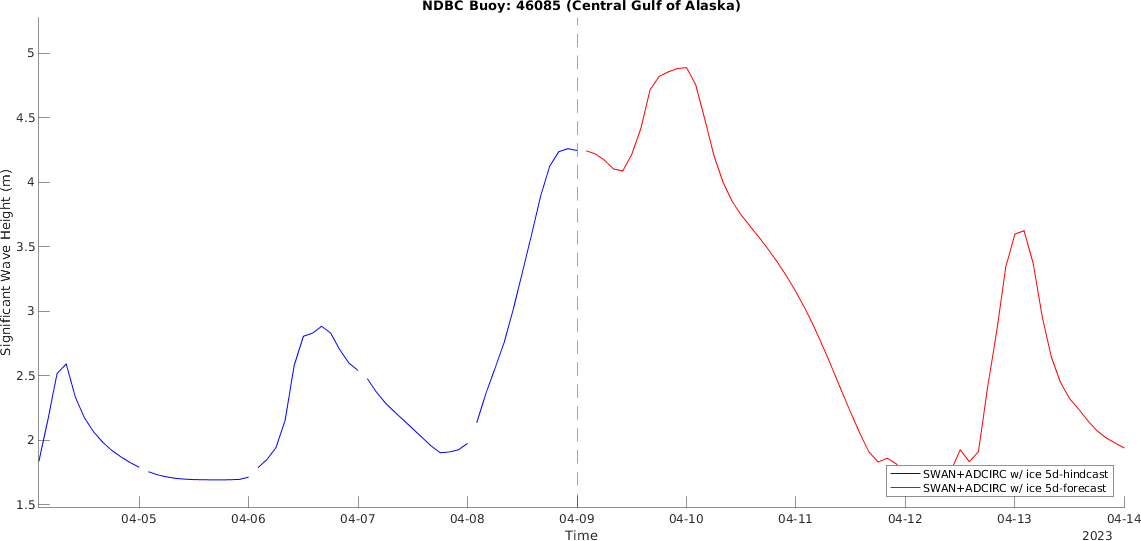 NDBC Buoy: 46085 (Central Gulf of Alaska)
Significant Wave Height (m)
5
4.5
4
3.5
3
2.5
2
1.5
SWAN+ADCIRC w/ ice 5d-hindcast
SWAN+ADCIRC w/ ice 5d-forecast
04-05 04-06 04-07 04-08 04-09 04-10 04-11 04-12 04-13 04-14
Time
2023